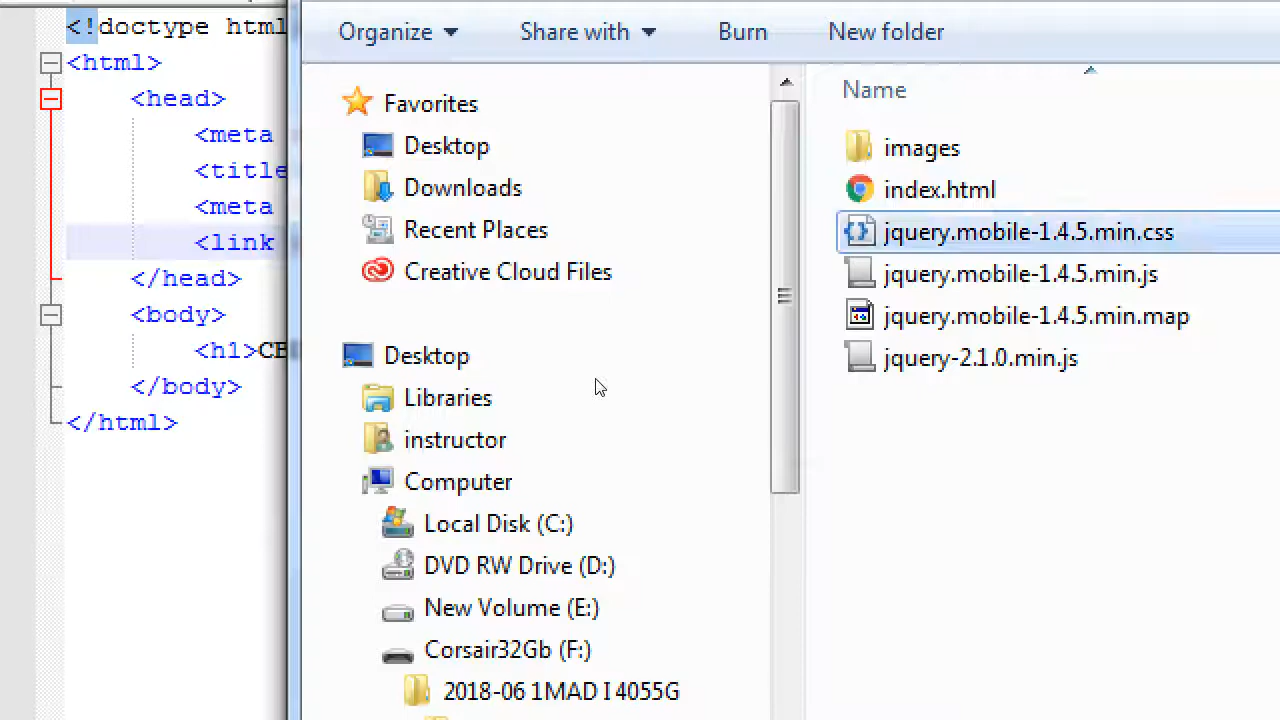 <!doctype html
<html>
<head>
<meta
<title
<meta
<link
</head>
<body>
<h1>
</body>
</html>
Organize
Share with
Burn
New folder
Favorites
Desktop
Downloads
Recent Places
Creative Cloud Files
Desktop
Libraries
instructor
Computer
Local Disk (C:)
DVD RW Drive (D:)
New Volume (E:)
Corsair32Gb (F:)
2018-06 1MAD I 4055G
Name
images
index.html
jquery.mobile-1.4.5.min.css
jquery.mobile-1.4.5.min.js
jquery.mobile-1.4.5.min.map
jquery-2.1.0.min.js